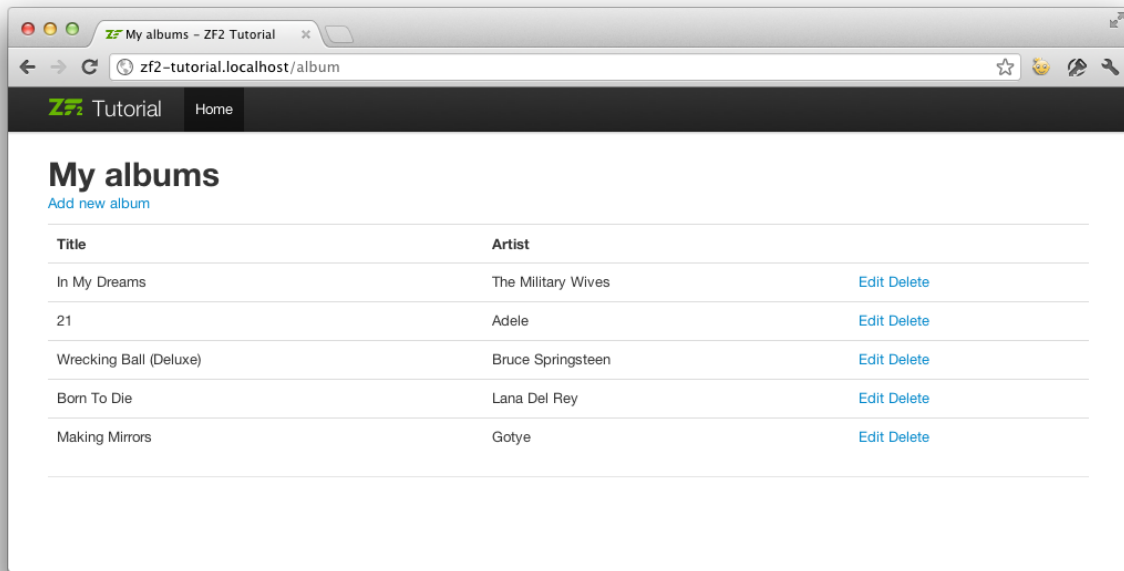 ZF My albums – ZF2 Tutorial
zf2-tutorial.localhost/album
ZF2 Tutorial Home
My albums
Add new album
Title Artist
In My Dreams The Military Wives Edit Delete
21 Adele Edit Delete
Wrecking Ball (Deluxe) Bruce Springsteen Edit Delete
Born To Die Lana Del Rey Edit Delete
Making Mirrors Gotye Edit Delete